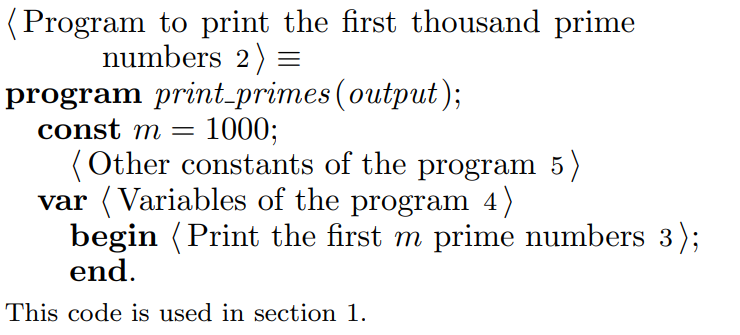 ⟨Program to print the first thousand prime
numbers 2⟩ ≡
program print_primes(output);
const m = 1000;
⟨Other constants of the program 5⟩
var ⟨Variables of the program 4⟩
begin ⟨Print the first m prime numbers 3⟩;
end.
This code is used in section 1.